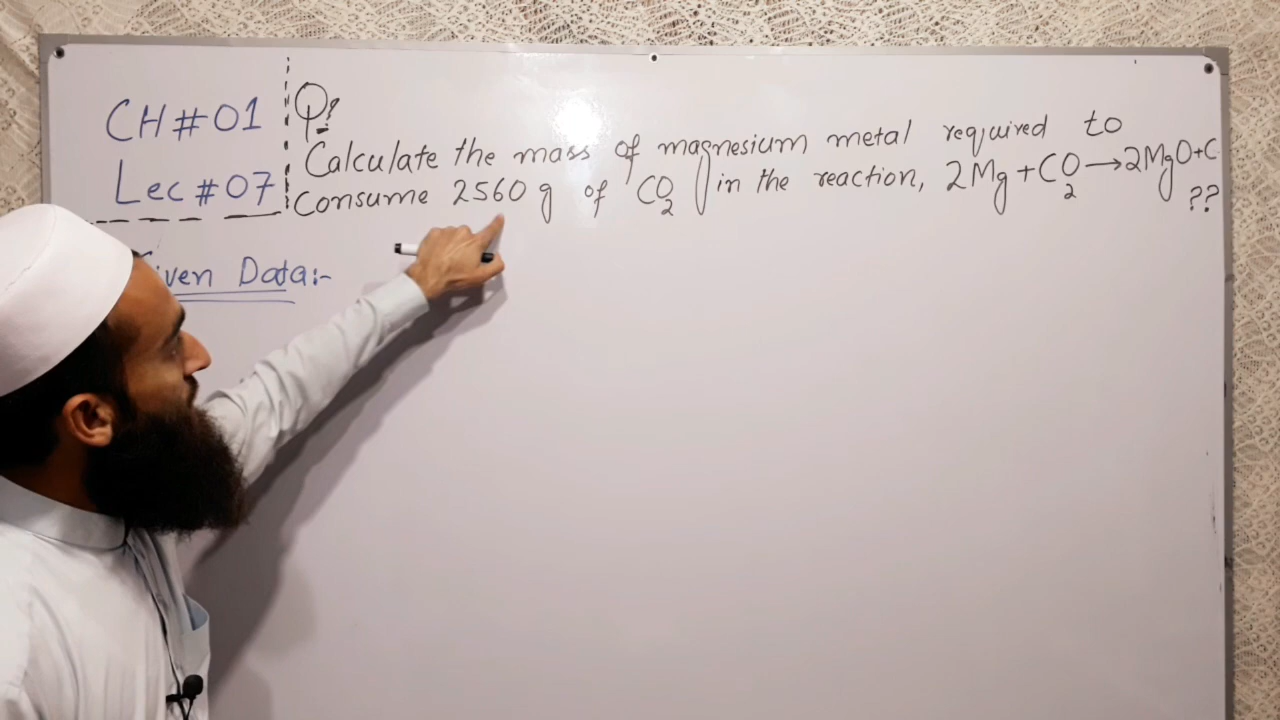 CH#01
Lec#07
Q?
Calculate the mass of magnesium metal required to
Consume 2560 g of CO₂ in the reaction, 2Mg+CO₂→2MgO+C
??
Given Data:-